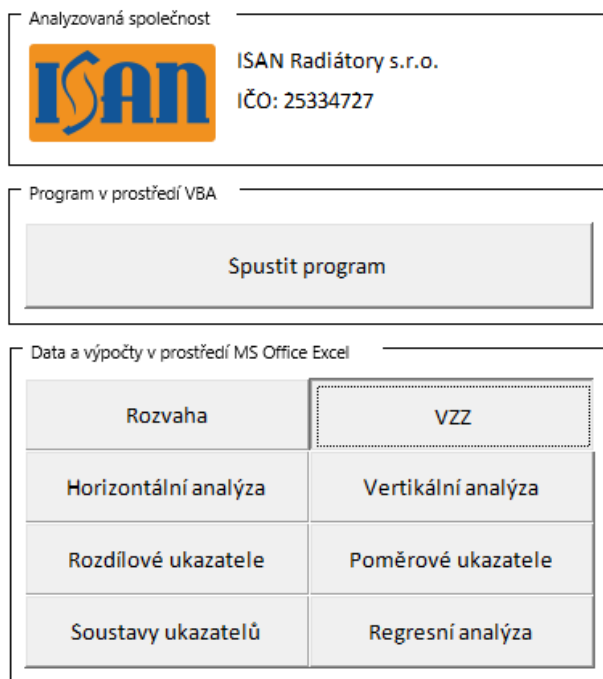 Analyzovaná společnost
ISAN
ISAN Radiátory s.r.o.
IČO: 25334727
Program v prostředí VBA
Spustit program
Data a výpočty v prostředí MS Office Excel
Rozvaha
VZZ
Horizontální analýza
Vertikální analýza
Rozdílové ukazatele
Poměrové ukazatele
Soustavy ukazatelů
Regresní analýza